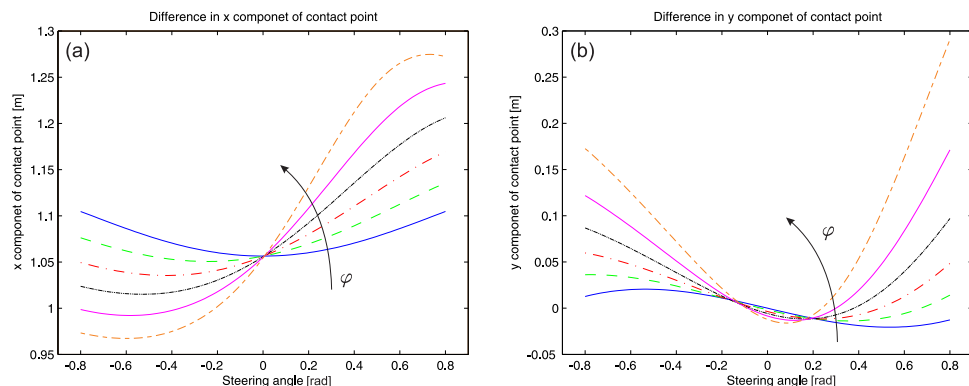 Difference in x componet of contact point
(a)
x componet of contact point [m]
1.3
1.25
1.2
1.15
1.1
1.05
1
0.95
φ
-0.8 -0.6 -0.4 -0.2 0 0.2 0.4 0.6 0.8
Steering angle [rad]
Difference in y componet of contact point
(b)
y componet of contact point [m]
0.3
0.25
0.2
0.15
0.1
0.05
0
-0.05
φ
-0.8 -0.6 -0.4 -0.2 0 0.2 0.4 0.6 0.8
Steering angle [rad]